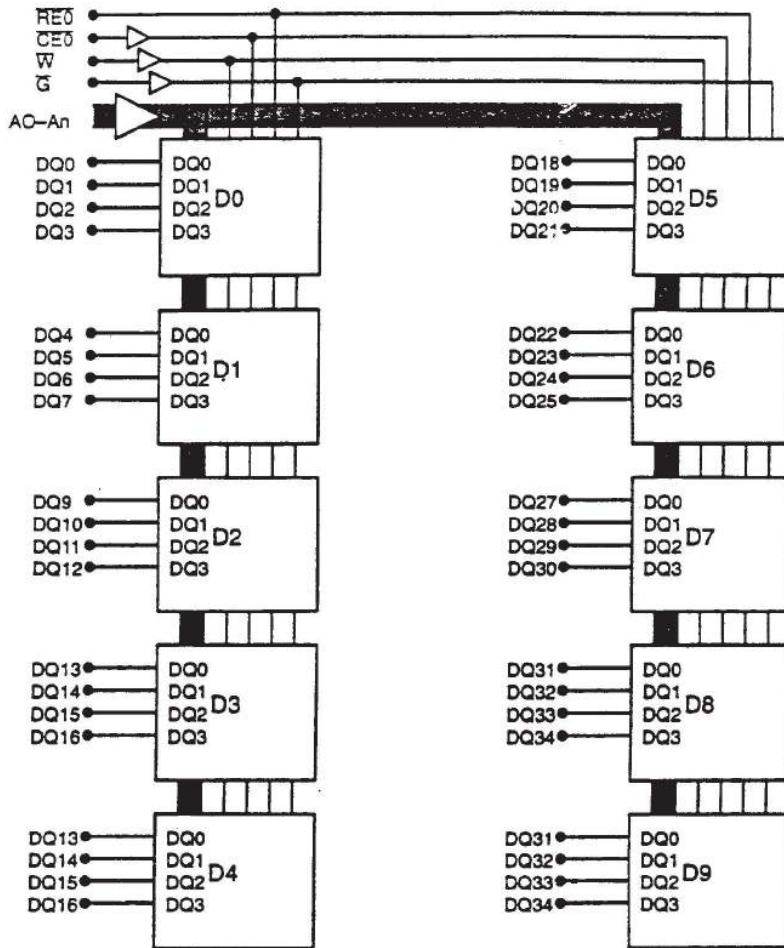 RE0
CE0
W
G
AO–An
DQ0
DQ1
DQ2
DQ3
DQ0
DQ1
DQ2
DQ3
D0
DQ18
DQ19
DQ20
DQ21
DQ0
DQ1
DQ2
DQ3
D5
DQ4
DQ5
DQ6
DQ7
DQ0
DQ1
DQ2
DQ3
D1
DQ22
DQ23
DQ24
DQ25
DQ0
DQ1
DQ2
DQ3
D6
DQ9
DQ10
DQ11
DQ12
DQ0
DQ1
DQ2
DQ3
D2
DQ27
DQ28
DQ29
DQ30
DQ0
DQ1
DQ2
DQ3
D7
DQ13
DQ14
DQ15
DQ16
DQ0
DQ1
DQ2
DQ3
D3
DQ31
DQ32
DQ33
DQ34
DQ0
DQ1
DQ2
DQ3
D8
DQ13
DQ14
DQ15
DQ16
DQ0
DQ1
DQ2
DQ3
D4
DQ31
DQ32
DQ33
DQ34
DQ0
DQ1
DQ2
DQ3
D9